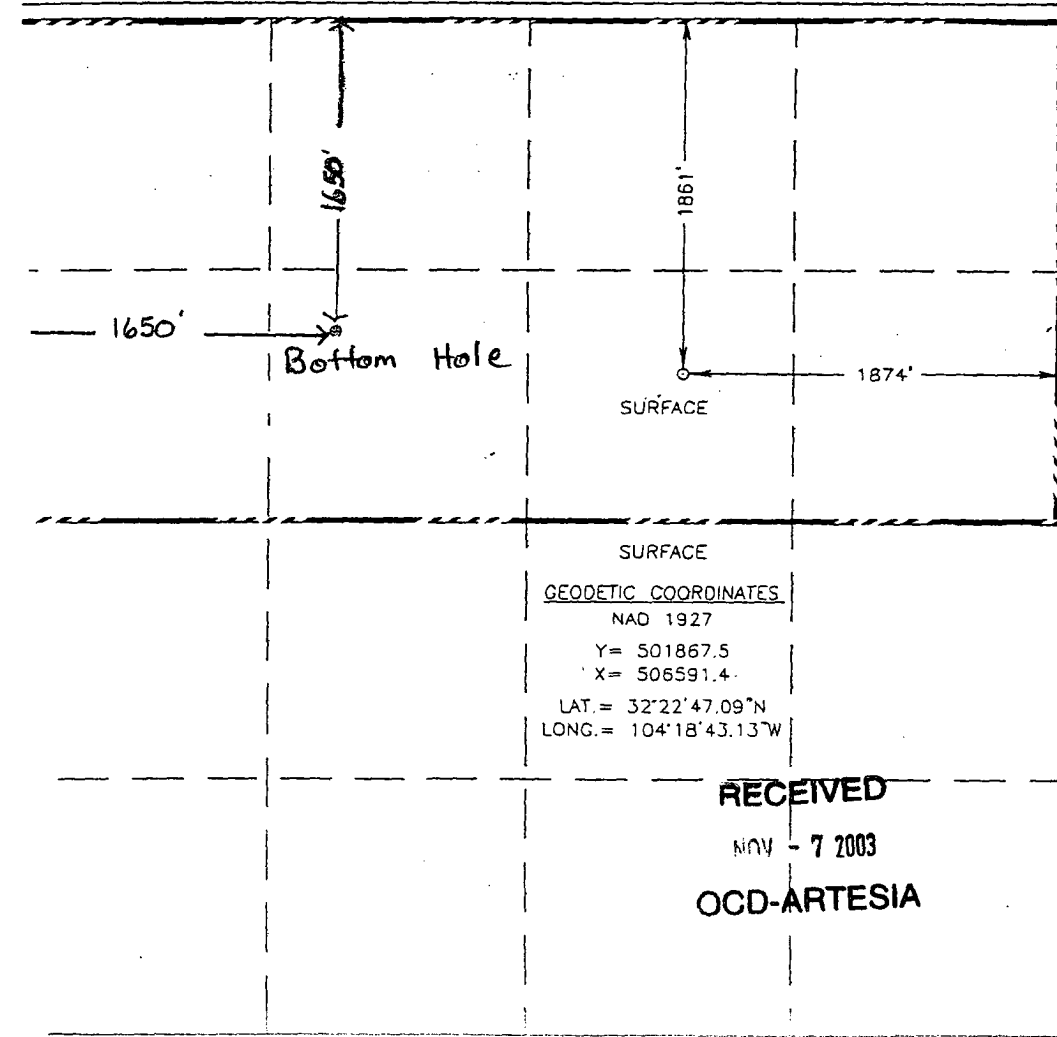 1650'
1861'
1650'
Bottom Hole
1874'
SURFACE
SURFACE
GEODETIC COORDINATES
NAD 1927
Y= 501867.5
X= 506591.4
LAT.= 32°22'47.09"N
LONG.= 104°18'43.13"W
RECEIVED
NOV - 7 2003
OCD-ARTESIA